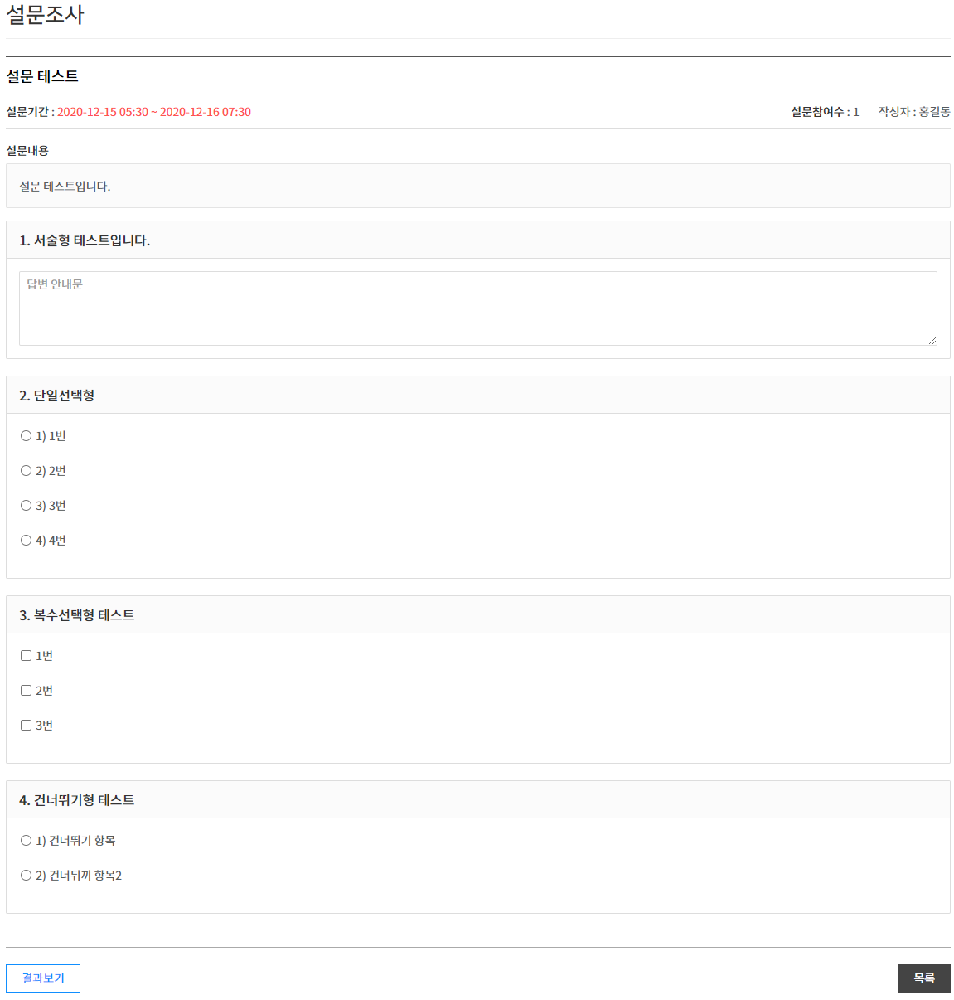 설문조사
설문 테스트
설문기간 : 2020-12-15 05:30 ~ 2020-12-16 07:30 설문참여수 : 1 작성자 : 홍길동
설문내용
설문 테스트입니다.
1. 서술형 테스트입니다.
답변 안내문
2. 단일선택형
1) 1번
2) 2번
3) 3번
4) 4번
3. 복수선택형 테스트
1번
2번
3번
4. 건너뛰기형 테스트
1) 건너뛰기 항목
2) 건너뒤끼 항목2
결과보기 목록